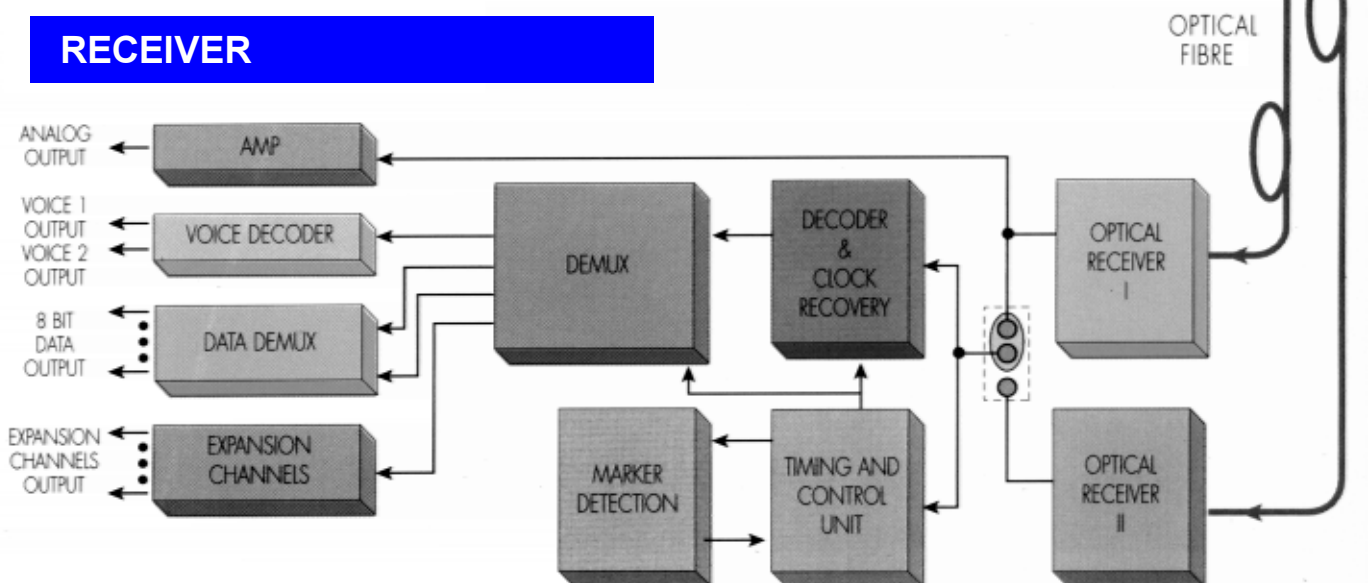 RECEIVER
OPTICAL
FIBRE
ANALOG
OUTPUT
AMP
VOICE 1
OUTPUT
VOICE 2
OUTPUT
VOICE DECODER
8 BIT
DATA
OUTPUT
DATA DEMUX
EXPANSION
CHANNELS
OUTPUT
EXPANSION
CHANNELS
DEMUX
DECODER
&
CLOCK
RECOVERY
OPTICAL
RECEIVER
I
MARKER
DETECTION
TIMING AND
CONTROL
UNIT
OPTICAL
RECEIVER
II